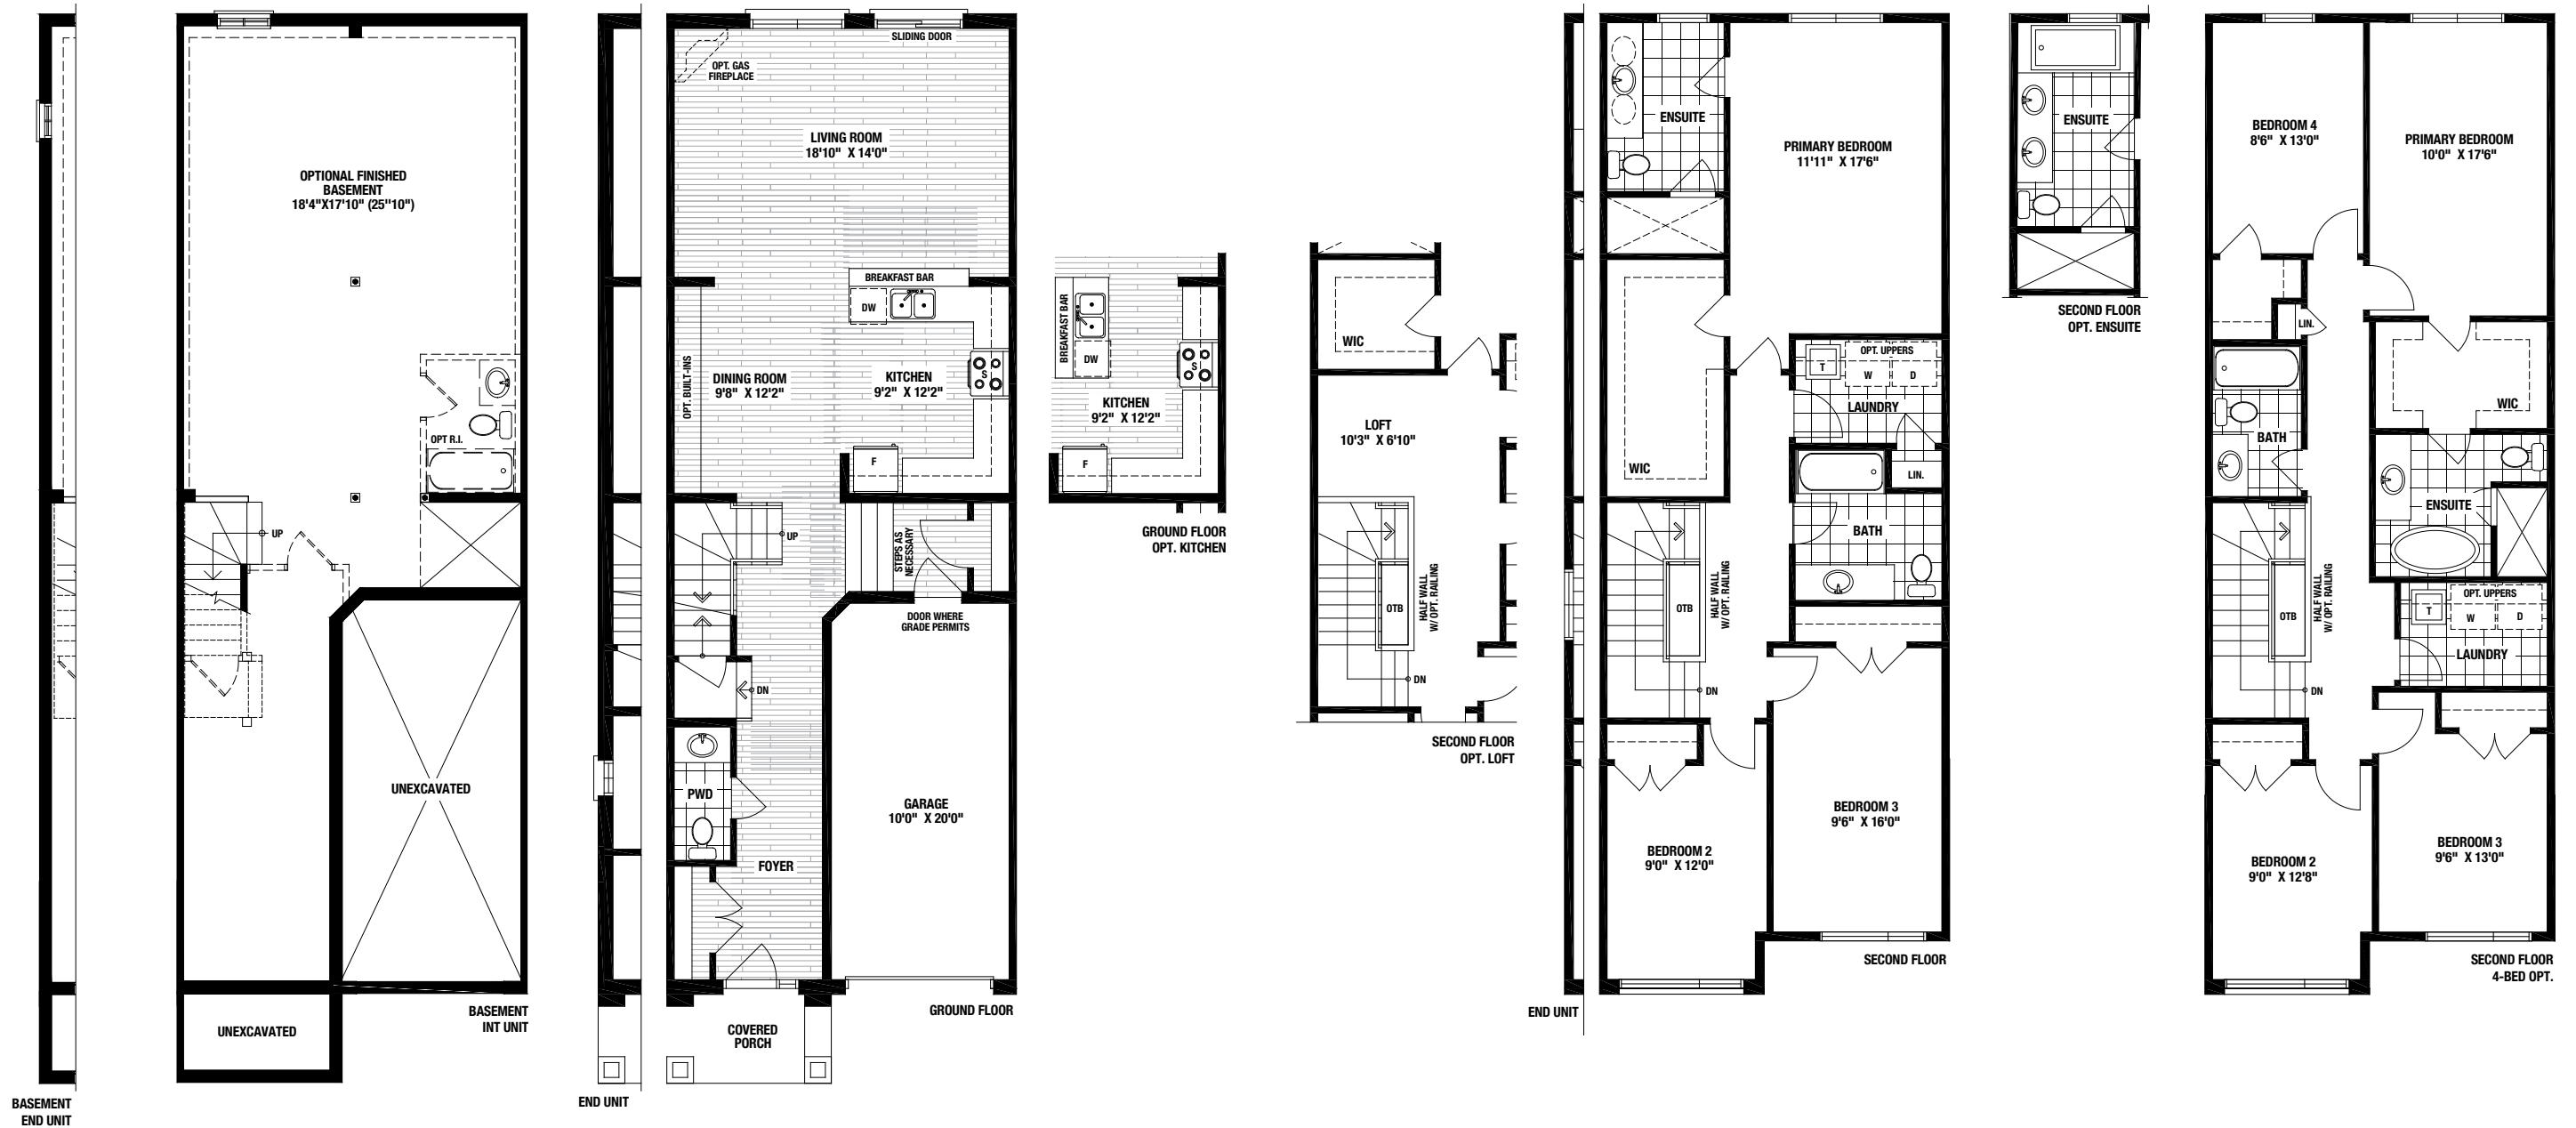 BASEMENT
END UNIT
OPTIONAL FINISHED
BASEMENT
18'4"X17'10" (25"10")
OPT R.I.
UP
UNEXCAVATED
UNEXCAVATED
BASEMENT
INT UNIT
END UNIT
SLIDING DOOR
OPT. GAS
FIREPLACE
LIVING ROOM
18'10" X 14'0"
BREAKFAST BAR
DW
OPT. BUILT-INS
DINING ROOM
9'8" X 12'2"
KITCHEN
9'2" X 12'2"
S
F
UP
STEPS AS
NECESSARY
DOOR WHERE
GRADE PERMITS
DN
PWD
GARAGE
10'0" X 20'0"
FOYER
GROUND FLOOR
COVERED
PORCH
BREAKFAST BAR
DW
S
KITCHEN
9'2" X 12'2"
F
GROUND FLOOR
OPT. KITCHEN
WIC
LOFT
10'3" X 6'10"
OTB
HALF WALL
W/ OPT. RAILING
DN
SECOND FLOOR
OPT. LOFT
END UNIT
ENSUITE
PRIMARY BEDROOM
11'11" X 17'6"
OPT. UPPERS
T
W
D
LAUNDRY
WIC
LIN.
BATH
OTB
HALF WALL
W/ OPT. RAILING
DN
BEDROOM 3
9'6" X 16'0"
BEDROOM 2
9'0" X 12'0"
SECOND FLOOR
ENSUITE
SECOND FLOOR
OPT. ENSUITE
BEDROOM 4
8'6" X 13'0"
PRIMARY BEDROOM
10'0" X 17'6"
LIN.
WIC
BATH
ENSUITE
OTB
HALF WALL
W/ OPT. RAILING
OPT. UPPERS
T
W
D
LAUNDRY
DN
BEDROOM 3
9'6" X 13'0"
BEDROOM 2
9'0" X 12'8"
SECOND FLOOR
4-BED OPT.